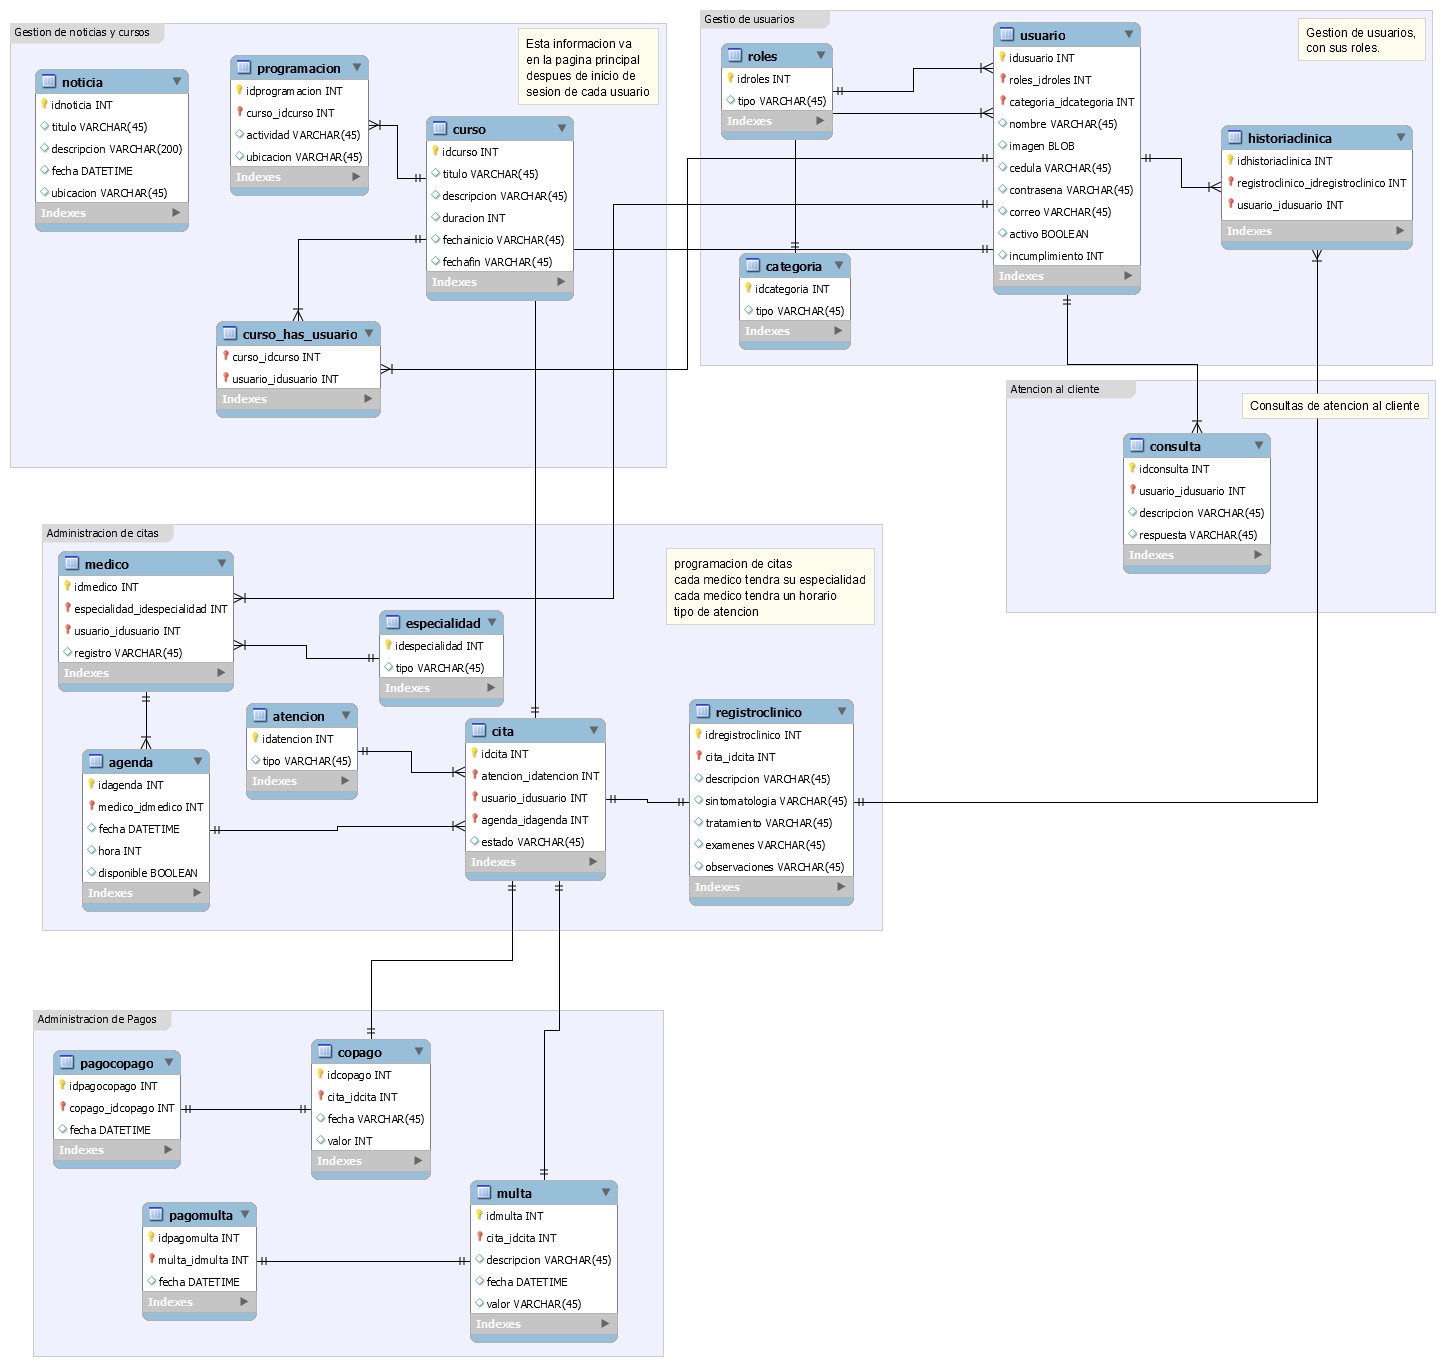 Gestion de noticias y cursos
noticia
idnoticia INT
titulo VARCHAR(45)
descripcion VARCHAR(200)
fecha DATETIME
ubicacion VARCHAR(45)
Indexes
programacion
idprogramacion INT
curso_idcurso INT
actividad VARCHAR(45)
ubicacion VARCHAR(45)
Indexes
Esta informacion va
en la pagina principal
despues de inicio de
sesion de cada usuario
curso
idcurso INT
titulo VARCHAR(45)
descripcion VARCHAR(45)
duracion INT
fechainicio VARCHAR(45)
fechafin VARCHAR(45)
Indexes
curso_has_usuario
curso_idcurso INT
usuario_idusuario INT
Indexes
Gestio de usuarios
roles
idroles INT
tipo VARCHAR(45)
Indexes
categoria
idcategoria INT
tipo VARCHAR(45)
Indexes
usuario
idusuario INT
roles_idroles INT
categoria_idcategoria INT
nombre VARCHAR(45)
imagen BLOB
cedula VARCHAR(45)
contrasena VARCHAR(45)
correo VARCHAR(45)
activo BOOLEAN
incumplimiento INT
Indexes
Gestion de usuarios,
con sus roles.
historiaclinica
idhistoriaclinica INT
registroclinico_idregistroclinico INT
usuario_idusuario INT
Indexes
Atencion al cliente
Consultas de atencion al cliente
consulta
idconsulta INT
usuario_idusuario INT
descripcion VARCHAR(45)
respuesta VARCHAR(45)
Indexes
Administracion de citas
medico
idmedico INT
especialidad_idespecialidad INT
usuario_idusuario INT
registro VARCHAR(45)
Indexes
especialidad
idespecialidad INT
tipo VARCHAR(45)
Indexes
programacion de citas
cada medico tendra su especialidad
cada medico tendra un horario
tipo de atencion
atencion
idatencion INT
tipo VARCHAR(45)
Indexes
agenda
idagenda INT
medico_idmedico INT
fecha DATETIME
hora INT
disponible BOOLEAN
Indexes
cita
idcita INT
atencion_idatencion INT
usuario_idusuario INT
agenda_idagenda INT
estado VARCHAR(45)
Indexes
registroclinico
idregistroclinico INT
cita_idcita INT
descripcion VARCHAR(45)
sintomatologia VARCHAR(45)
tratamiento VARCHAR(45)
examenes VARCHAR(45)
observaciones VARCHAR(45)
Indexes
Administracion de Pagos
pagocopago
idpagocopago INT
copago_idcopago INT
fecha DATETIME
Indexes
copago
idcopago INT
cita_idcita INT
fecha VARCHAR(45)
valor INT
Indexes
pagomulta
idpagomulta INT
multa_idmulta INT
fecha DATETIME
Indexes
multa
idmulta INT
cita_idcita INT
descripcion VARCHAR(45)
fecha DATETIME
valor VARCHAR(45)
Indexes